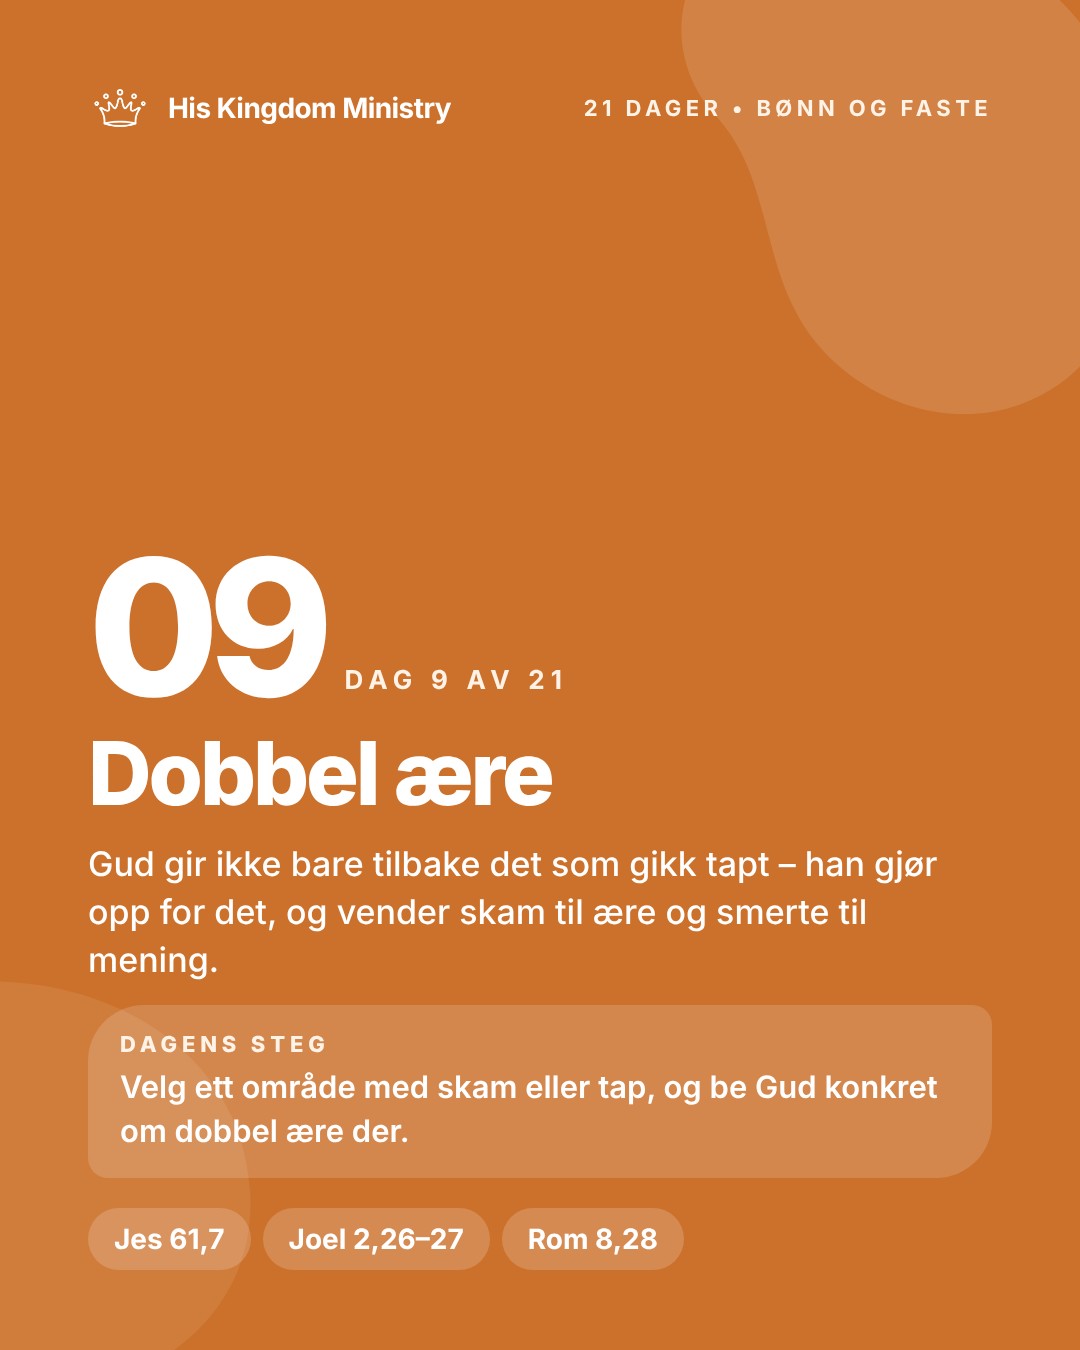 His Kingdom Ministry
21 DAGER • BØNN OG FASTE
09
DAG 9 AV 21
Dobbel ære
Gud gir ikke bare tilbake det som gikk tapt – han gjør
opp for det, og vender skam til ære og smerte til
mening.
DAGENS STEG
Velg ett område med skam eller tap, og be Gud konkret
om dobbel ære der.
Jes 61,7
Joel 2,26–27
Rom 8,28